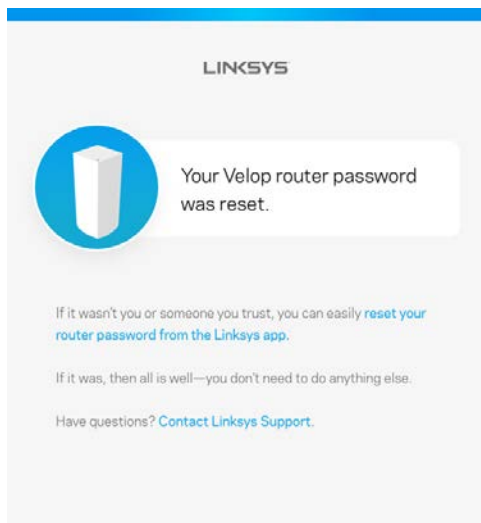 LINKSYS
Your Velop router password
was reset.
If it wasn't you or someone you trust, you can easily reset your
router password from the Linksys app.
If it was, then all is well—you don't need to do anything else.
Have questions? Contact Linksys Support.